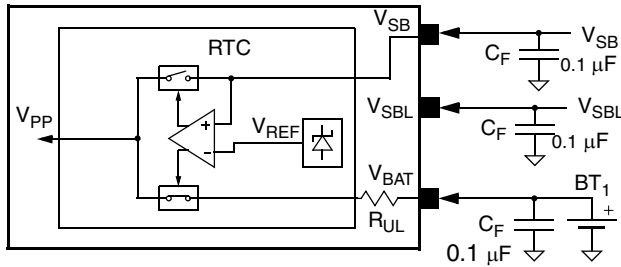 RTC
V_SB
V_SB
C_F
0.1 μF
V_PP
+
V_REF
−
V_SBL
V_SBL
C_F
0.1 μF
V_BAT
R_UL
BT_1
+
C_F
0.1 μF